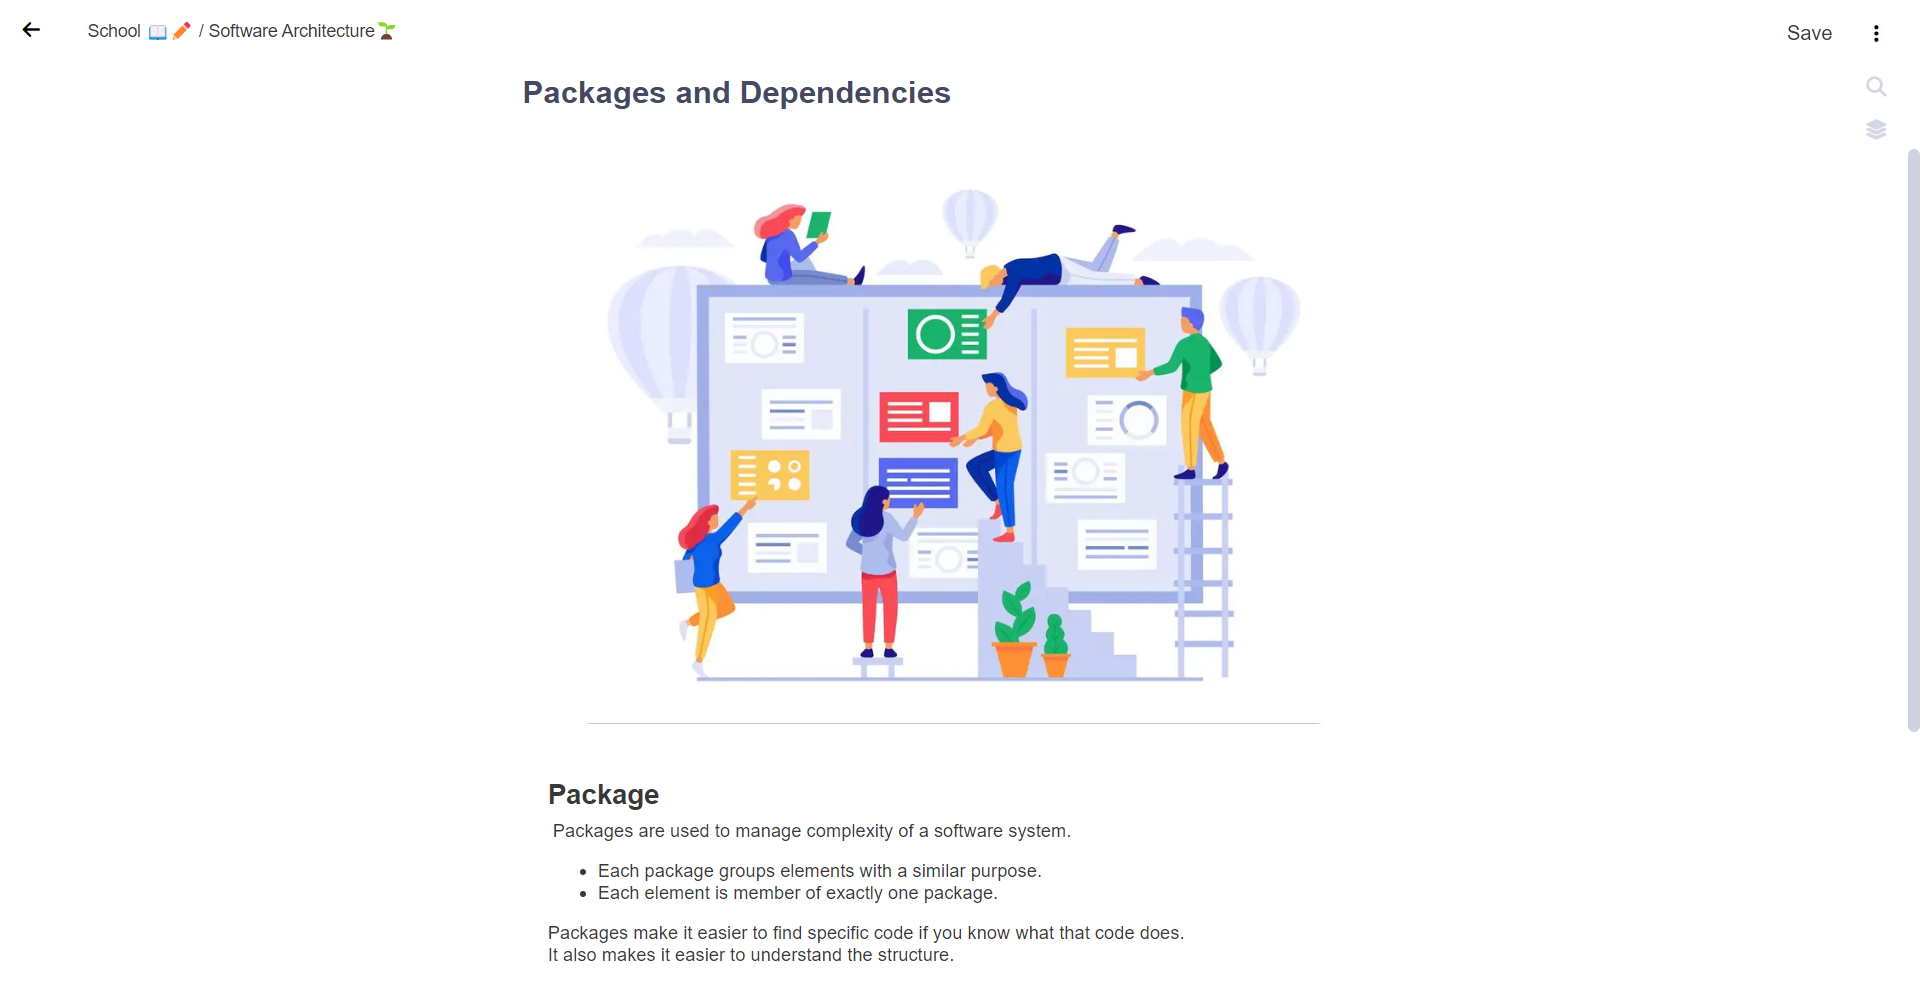 School 📖 ✏️ / Software Architecture🌱
Save
Packages and Dependencies
Package
Packages are used to manage complexity of a software system.
• Each package groups elements with a similar purpose.
• Each element is member of exactly one package.
Packages make it easier to find specific code if you know what that code does.
It also makes it easier to understand the structure.